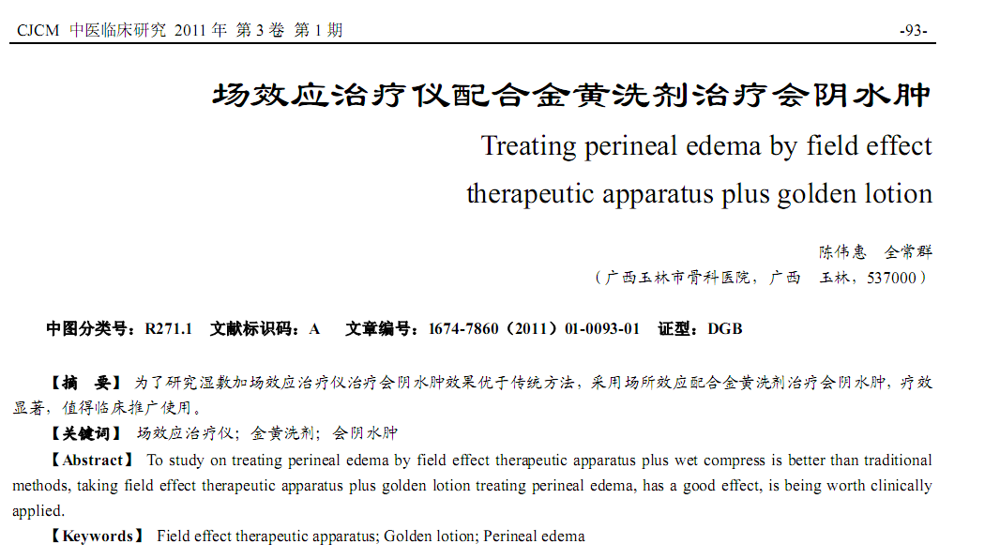 CJCM 中医临床研究 2011 年 第 3 卷 第 1 期 -93-
场效应治疗仪配合金黄洗剂治疗会阴水肿
Treating perineal edema by field effect
therapeutic apparatus plus golden lotion
陈伟惠 全常群
（广西玉林市骨科医院，广西 玉林，537000）
中图分类号：R271.1 文献标识码：A 文章编号：1674-7860（2011）01-0093-01 证型：DGB
【摘 要】 为了研究湿敷加场效应治疗仪治疗会阴水肿效果优于传统方法，采用场所效应配合金黄洗剂治疗会阴水肿，疗效
显著，值得临床推广使用。
【关键词】 场效应治疗仪；金黄洗剂；会阴水肿
【Abstract】 To study on treating perineal edema by field effect therapeutic apparatus plus wet compress is better than traditional
methods, taking field effect therapeutic apparatus plus golden lotion treating perineal edema, has a good effect, is being worth clinically
applied.
【Keywords】 Field effect therapeutic apparatus; Golden lotion; Perineal edema